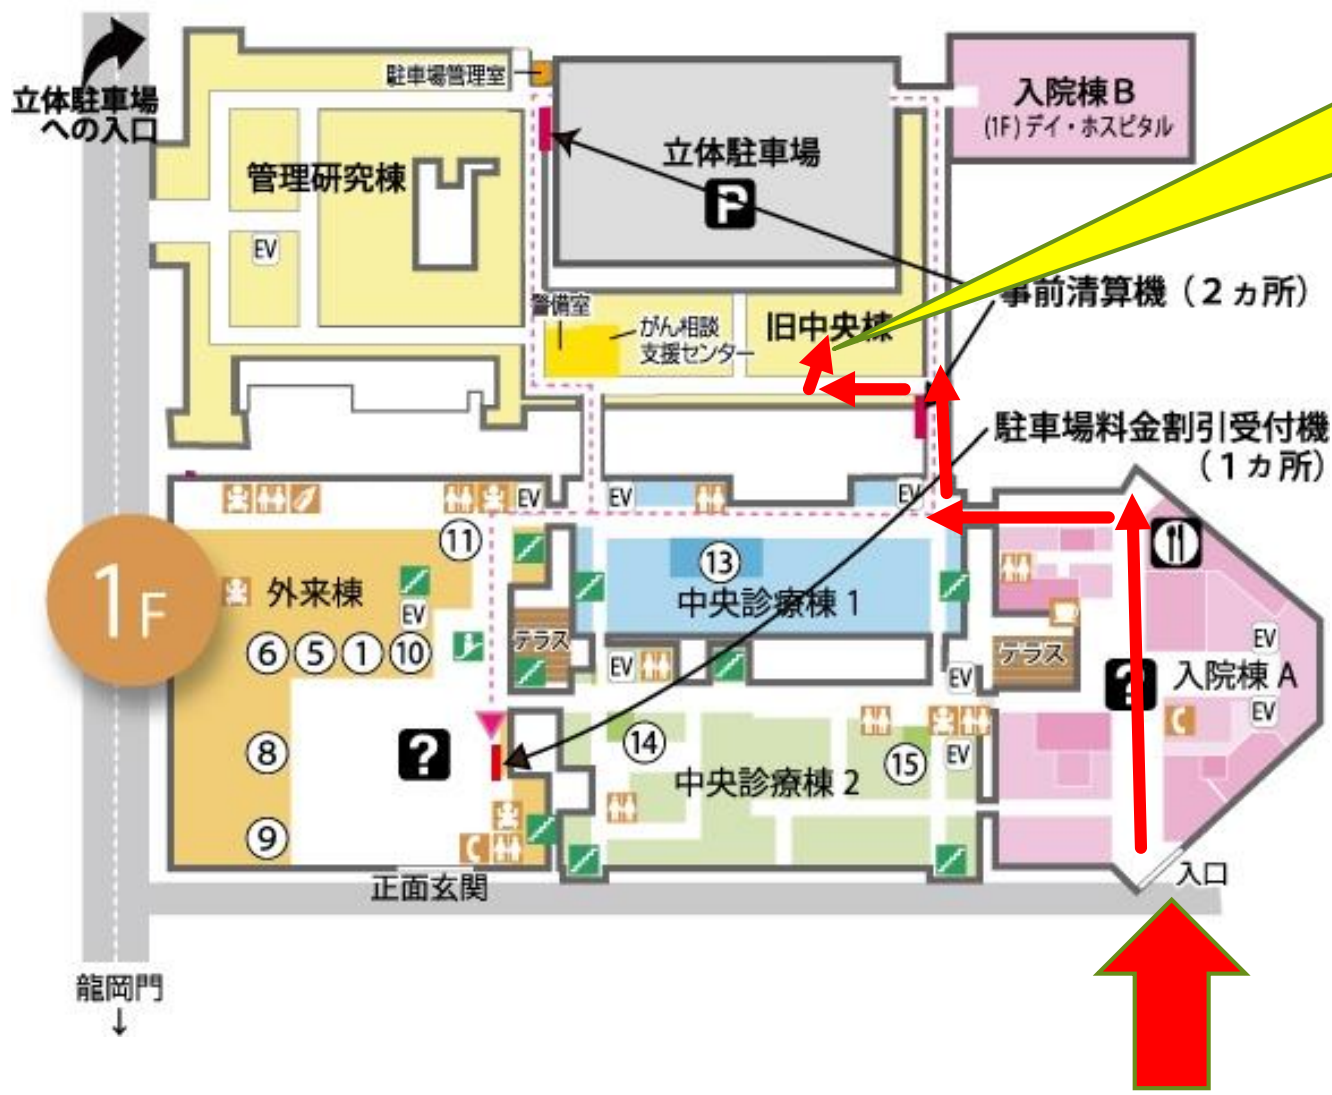 立体駐車場
への入口
駐車場管理室
入院棟B
(1F)デイ・ホスピタル
管理研究棟
立体駐車場
P
EV
事前清算機（2ヵ所）
警備室
がん相談
支援センター
旧中央棟
駐車場料金割引受付機
（1ヵ所）
EV
EV
EV
⑪
1F
外来棟
EV
⑥⑤①⑩
⑬
中央診療棟 1
テラス
EV
テラス
EV
入院棟 A
EV
EV
?
⑧
?
⑭
⑮
EV
中央診療棟 2
⑨
正面玄関
入口
龍岡門
↓